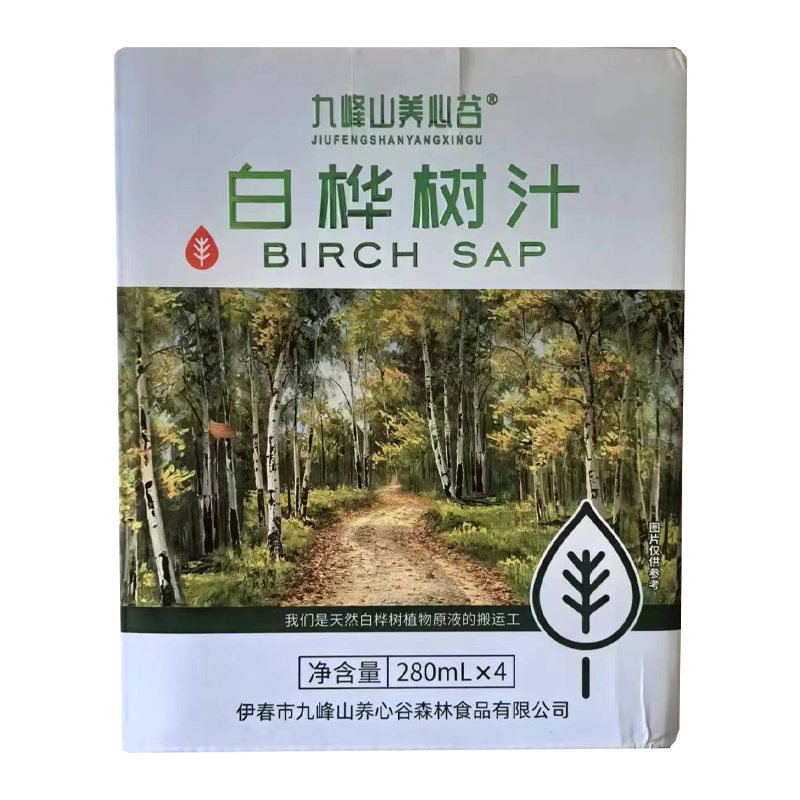 九峰山养心谷®
JIUFENGSHANYANGXINGU
白桦树汁
BIRCH SAP
图片仅供参考
我们是天然白桦树植物原液的搬运工
净含量 280mL×4
伊春市九峰山养心谷森林食品有限公司